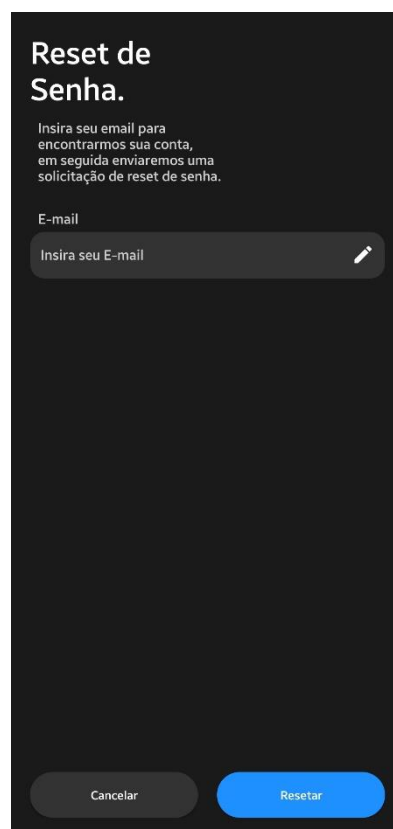 Reset de
Senha.
Insira seu email para
encontrarmos sua conta,
em seguida enviaremos uma
solicitação de reset de senha.
E-mail
Insira seu E-mail
Cancelar
Resetar